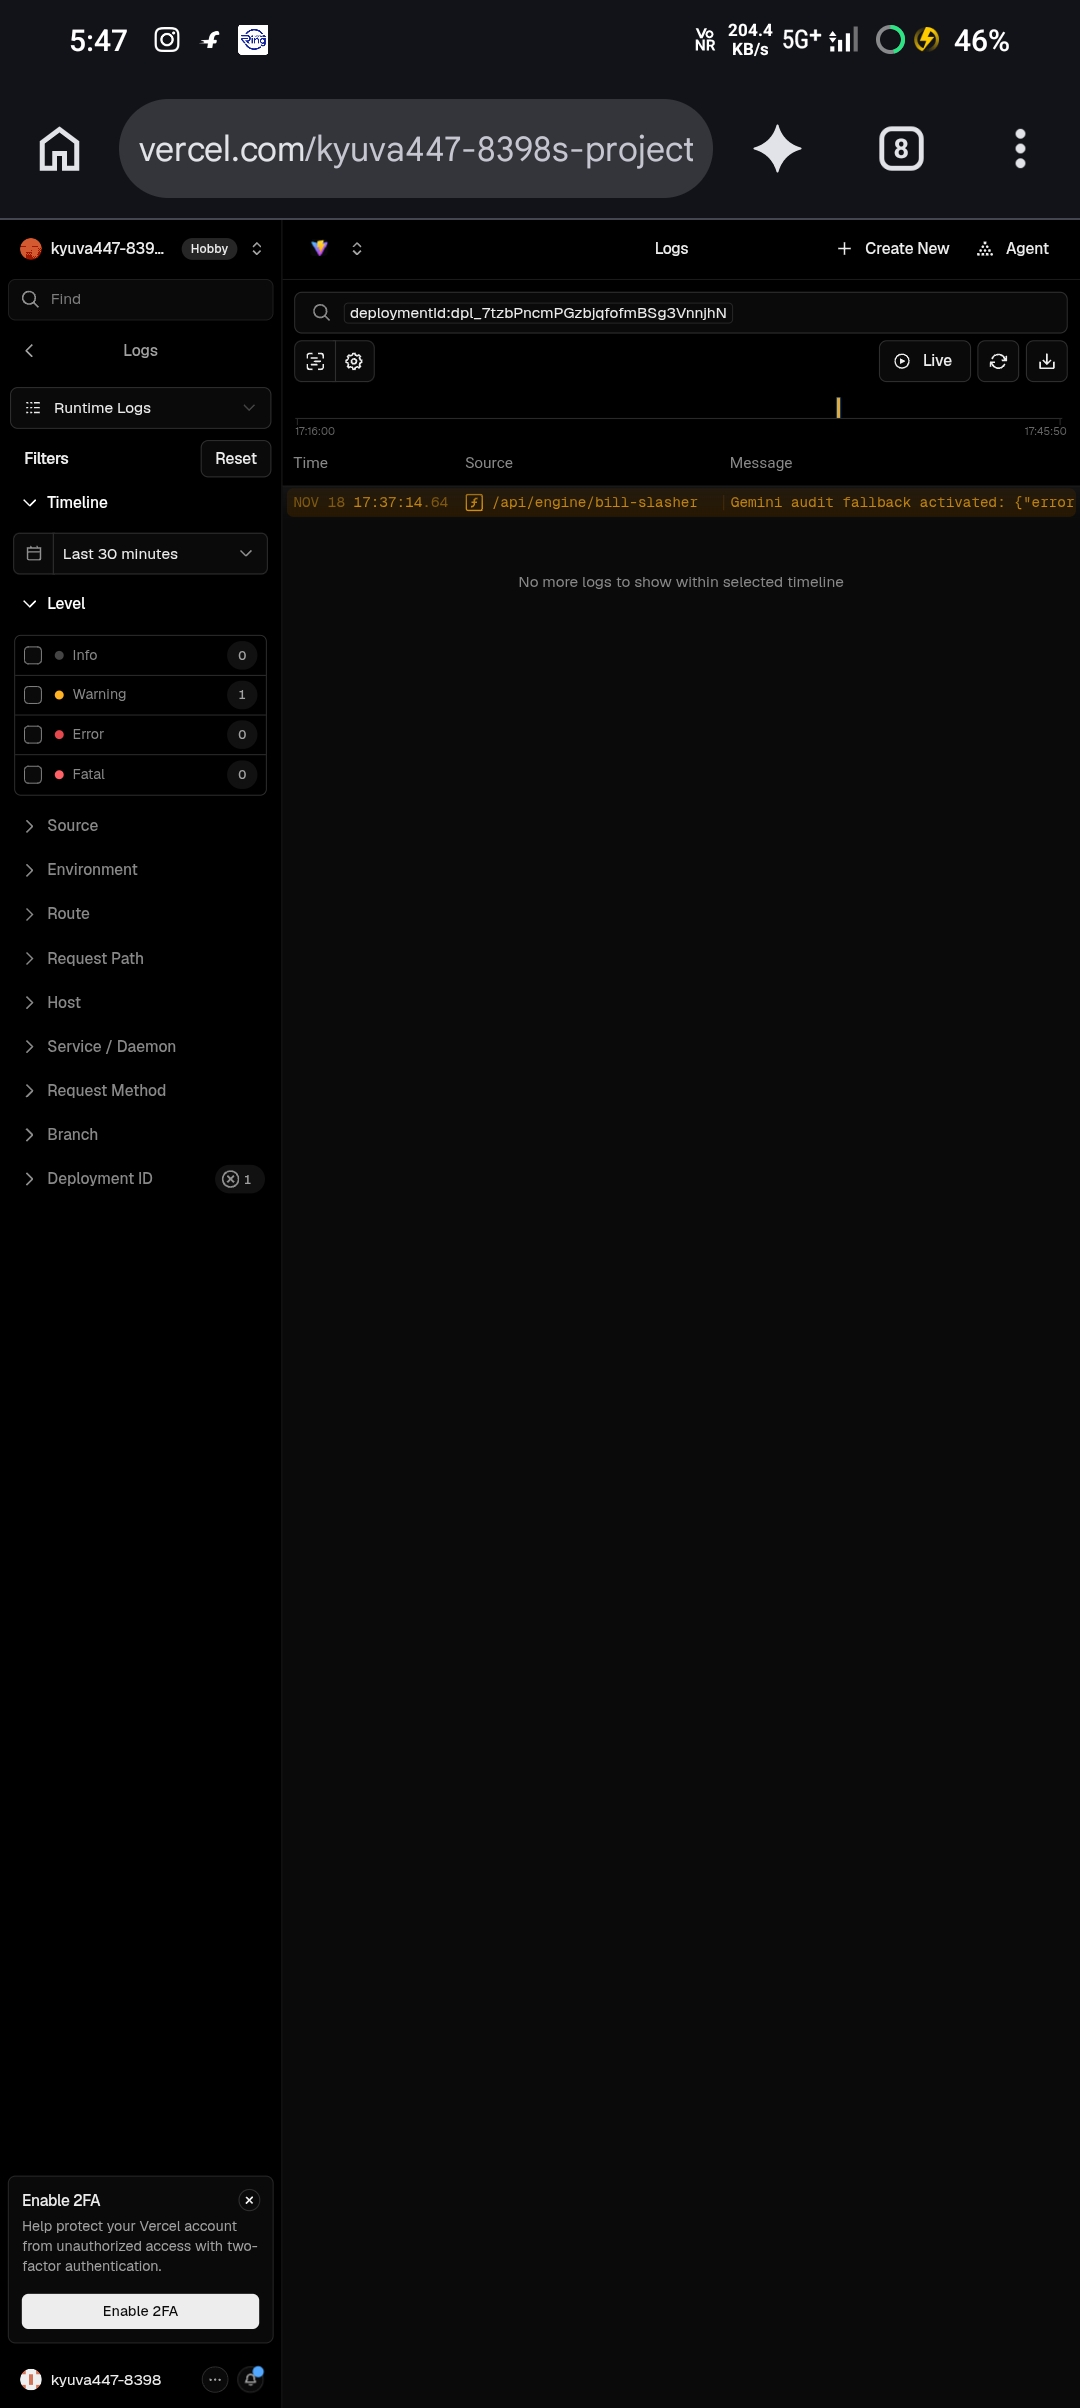 5:47
Ring
Vo NR
204.4 KB/s
5G+
46%
vercel.com/kyuva447-8398s-project
8
kyuva447-839...
Hobby
Logs
Create New
Agent
Find
deploymentId:dpl_7tzbPncmPGzbjqfofmBSg3VnnjhN
Logs
Live
Runtime Logs
17:16:00
17:45:50
Filters
Reset
Time
Source
Message
Timeline
NOV 18 17:37:14.64
/api/engine/bill-slasher
Gemini audit fallback activated: {"error
Last 30 minutes
No more logs to show within selected timeline
Level
Info
0
Warning
1
Error
0
Fatal
0
Source
Environment
Route
Request Path
Host
Service / Daemon
Request Method
Branch
Deployment ID
1
Enable 2FA
Help protect your Vercel account
from unauthorized access with two-
factor authentication.
Enable 2FA
kyuva447-8398